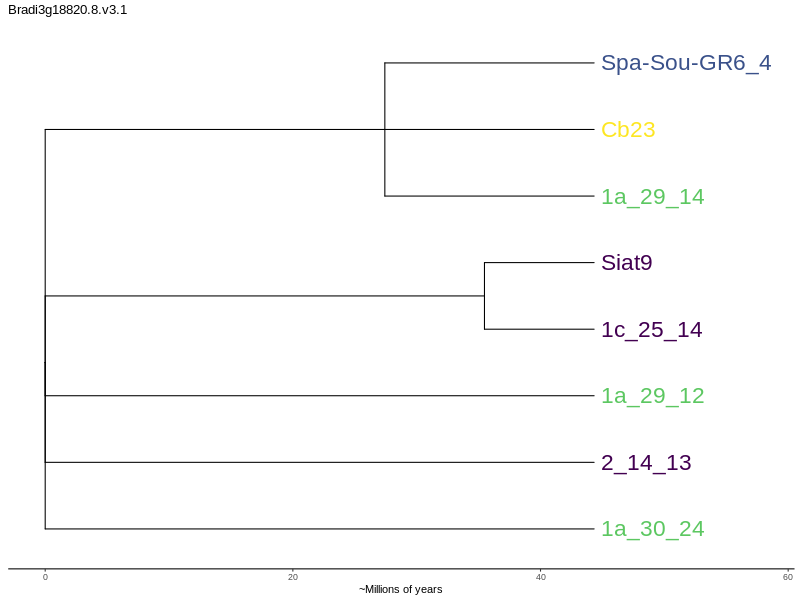 Bradi3g18820.8.v3.1
Spa-Sou-GR6_4
Cb23
1a_29_14
Siat9
1c_25_14
1a_29_12
2_14_13
1a_30_24
0 20 40 60
~Millions of years